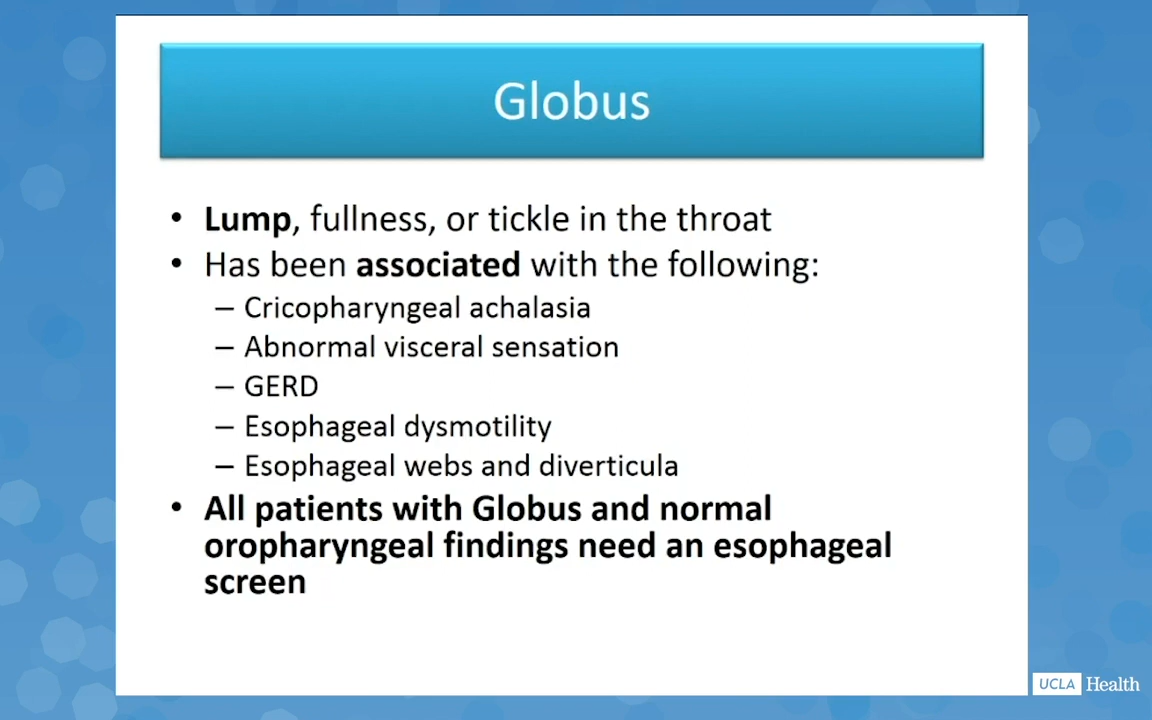 Globus
• Lump, fullness, or tickle in the throat
• Has been associated with the following:
– Cricopharyngeal achalasia
– Abnormal visceral sensation
– GERD
– Esophageal dysmotility
– Esophageal webs and diverticula
• All patients with Globus and normal
oropharyngeal findings need an esophageal
screen
UCLA Health